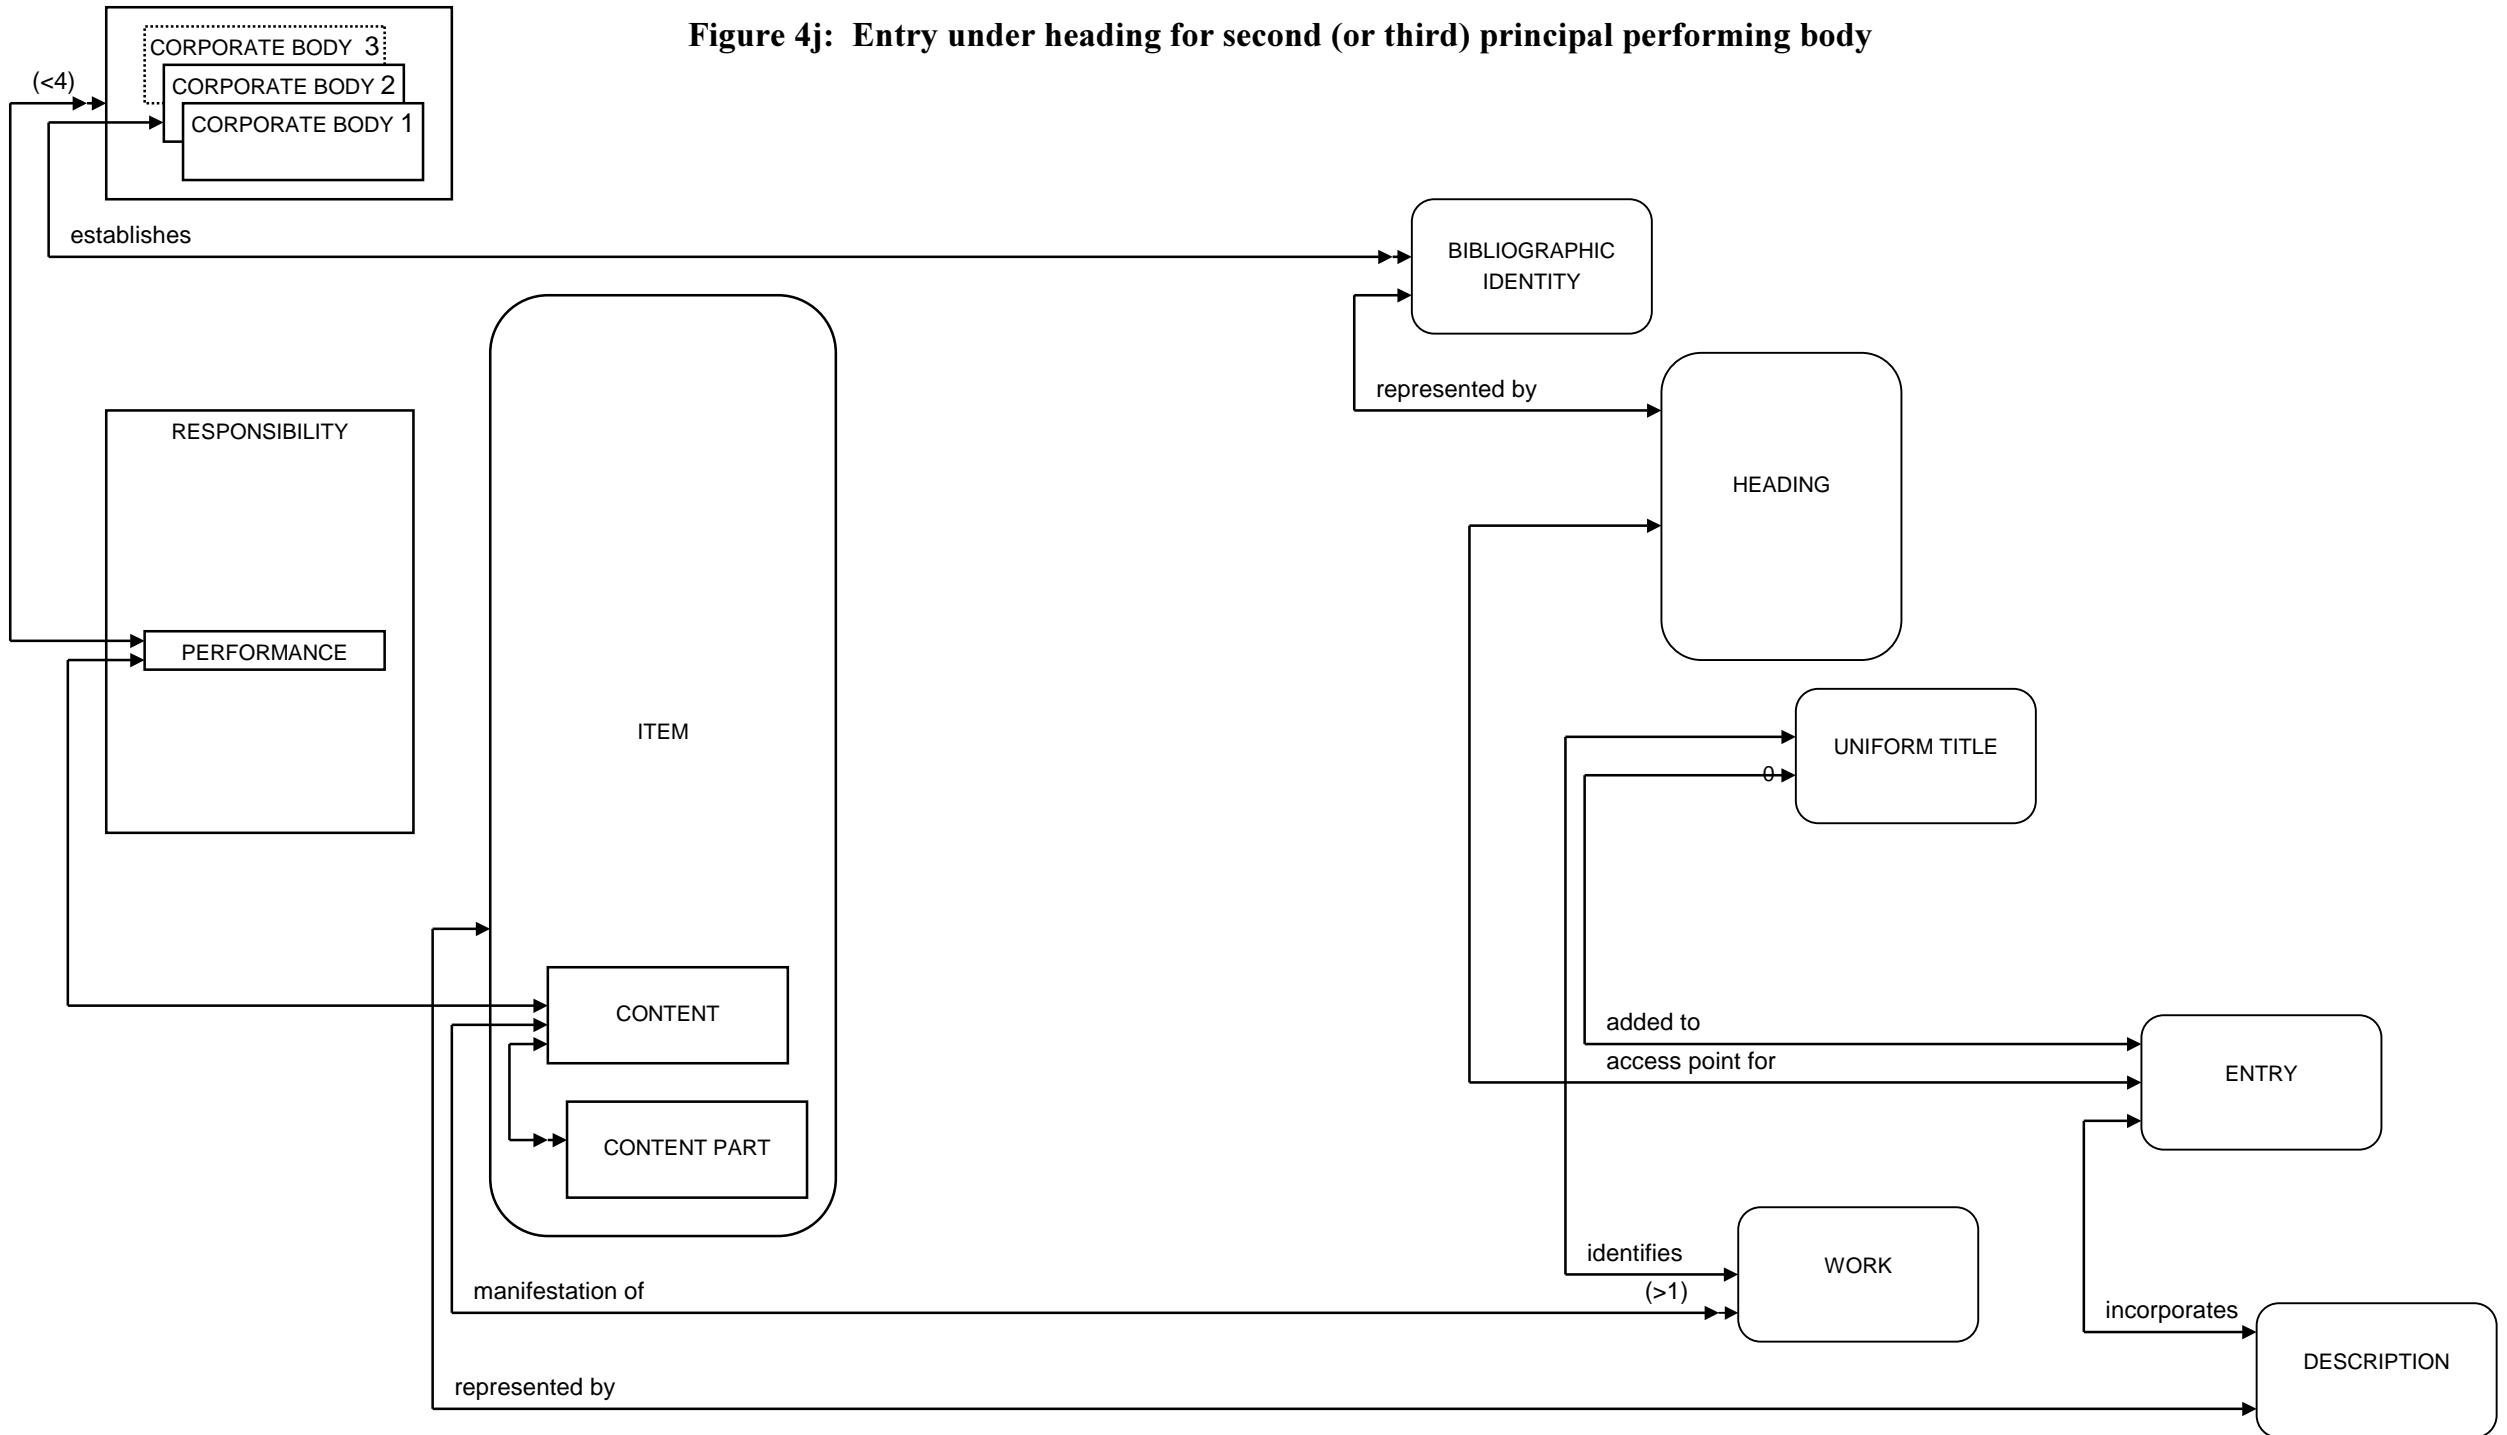 Figure 4j: Entry under heading for second (or third) principal performing body
CORPORATE BODY 3
(<4)
CORPORATE BODY 2
CORPORATE BODY 1
establishes
BIBLIOGRAPHIC
IDENTITY
represented by
RESPONSIBILITY
HEADING
PERFORMANCE
ITEM
UNIFORM TITLE
0
CONTENT
added to
access point for
ENTRY
CONTENT PART
identifies
WORK
manifestation of
(>1)
incorporates
DESCRIPTION
represented by